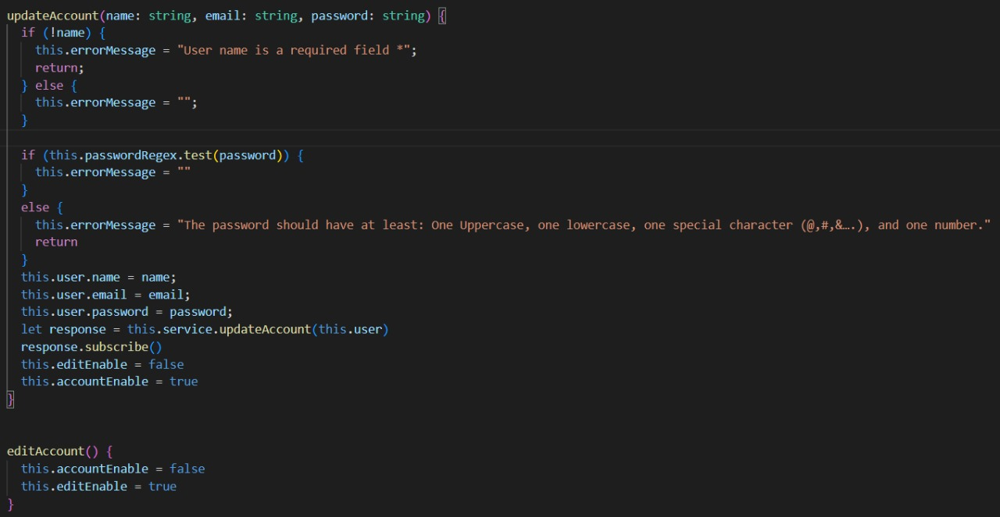 updateAccount(name: string, email: string, password: string) {
if (!name) {
this.errorMessage = "User name is a required field *";
return;
} else {
this.errorMessage = "";
}
if (this.passwordRegex.test(password)) {
this.errorMessage = ""
}
else {
this.errorMessage = "The password should have at least: One Uppercase, one lowercase, one special character (@,#,&….), and one number."
return
}
this.user.name = name;
this.user.email = email;
this.user.password = password;
let response = this.service.updateAccount(this.user)
response.subscribe()
this.editEnable = false
this.accountEnable = true
}
editAccount() {
this.accountEnable = false
this.editEnable = true
}